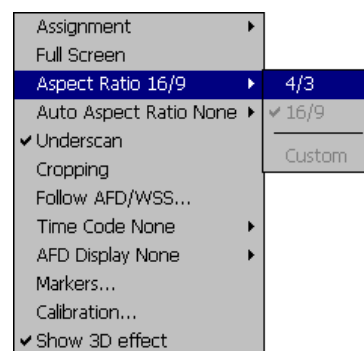 Assignment
Full Screen
Aspect Ratio 16/9
4/3
Auto Aspect Ratio None
16/9
Underscan
Custom
Cropping
Follow AFD/WSS...
Time Code None
AFD Display None
Markers...
Calibration...
Show 3D effect